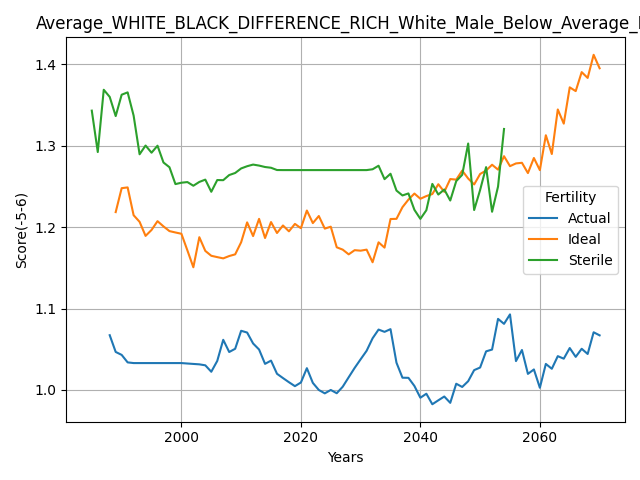 Average_WHITE_BLACK_DIFFERENCE_RICH_White_Male_Below_Average_
1.4
1.3
1.2
1.1
1.0
Score(-5-6)
2000 2020 2040 2060
Years
Fertility
Actual
Ideal
Sterile